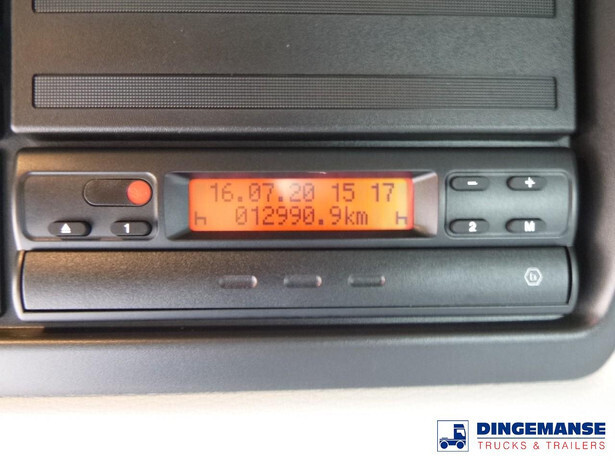 16.07.20 15 17
h 012990.9km h
1
2
M
- +
DINGEMANSE
TRUCKS & TRAILERS